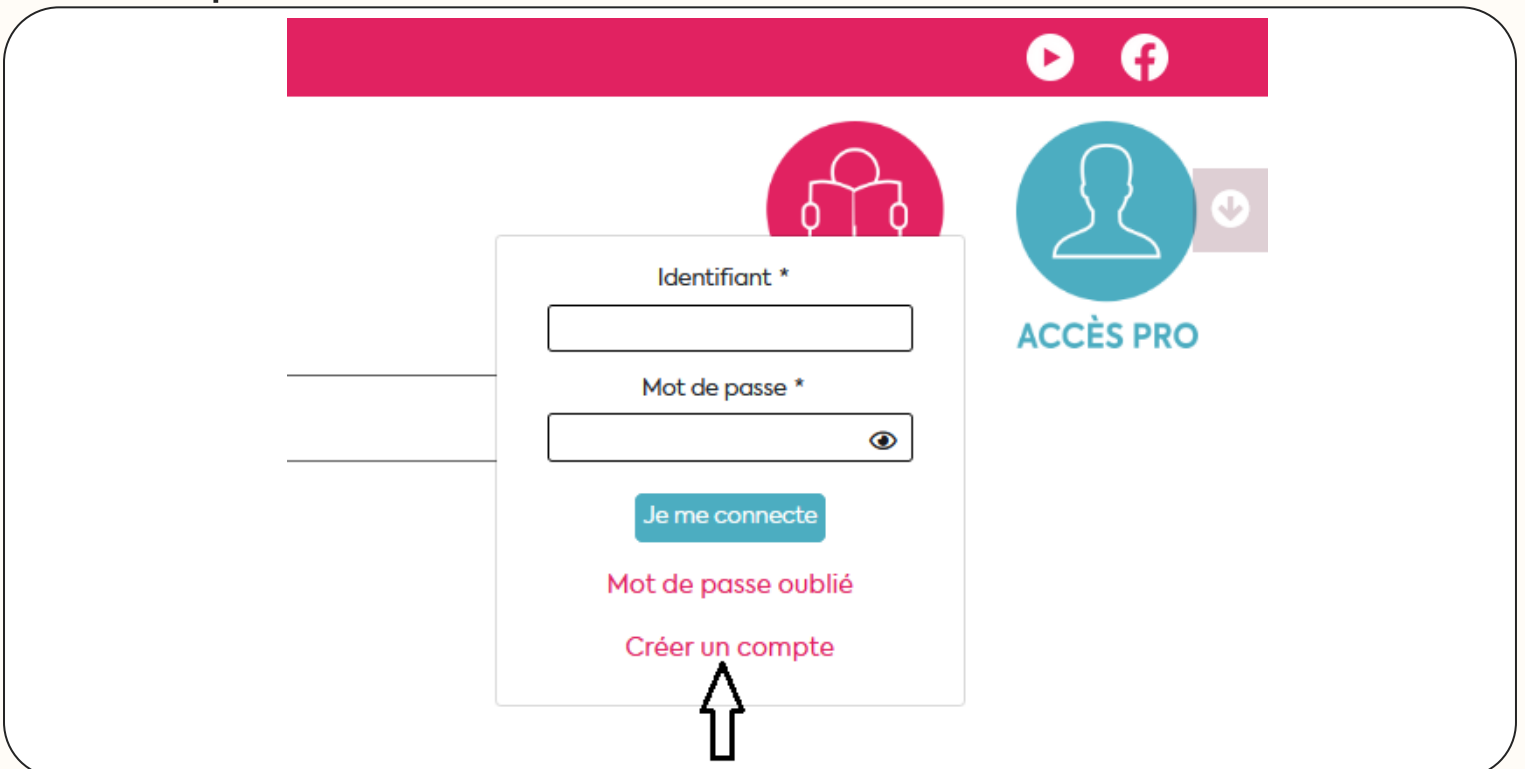 Identifiant *
ACCÈS PRO
Mot de passe *
Je me connecte
Mot de passe oublié
Créer un compte